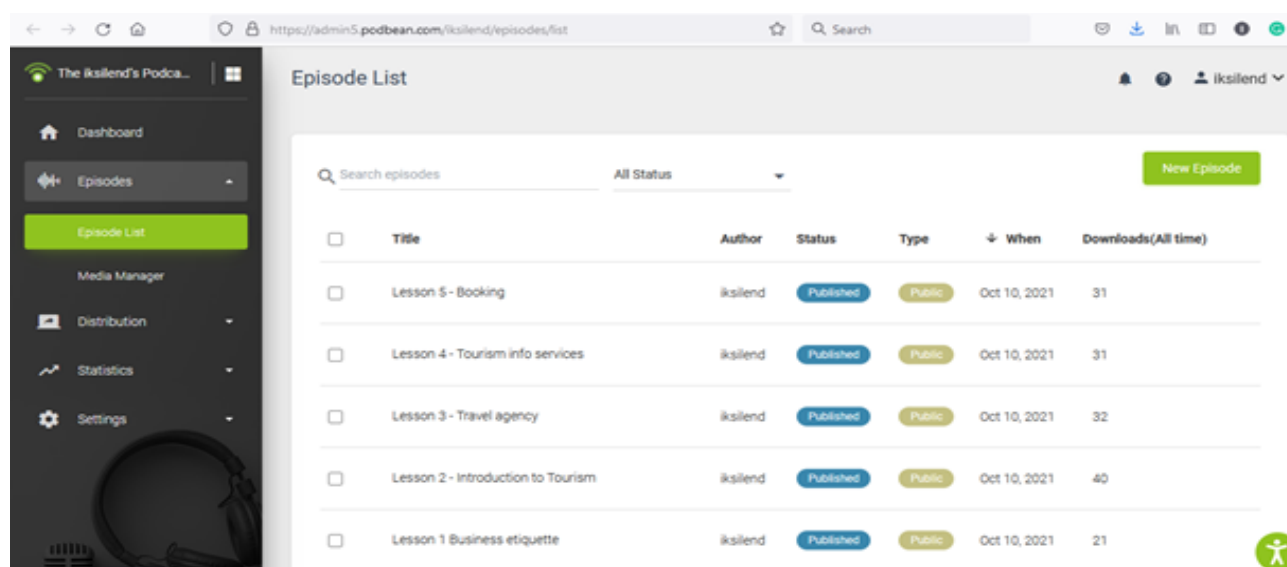 https://admin5.podbean.com/iksilend/episodes/list Search
The iksilend's Podca...
Episode List
iksilend
Dashboard
Episodes
Episode List
Media Manager
Distribution
Statistics
Settings
Search episodes All Status New Episode
Title Author Status Type When Downloads(All time)
Lesson 5 - Booking iksilend Published Public Oct 10, 2021 31
Lesson 4 - Tourism info services iksilend Published Public Oct 10, 2021 31
Lesson 3 - Travel agency iksilend Published Public Oct 10, 2021 32
Lesson 2 - Introduction to Tourism iksilend Published Public Oct 10, 2021 40
Lesson 1 Business etiquette iksilend Published Public Oct 10, 2021 21